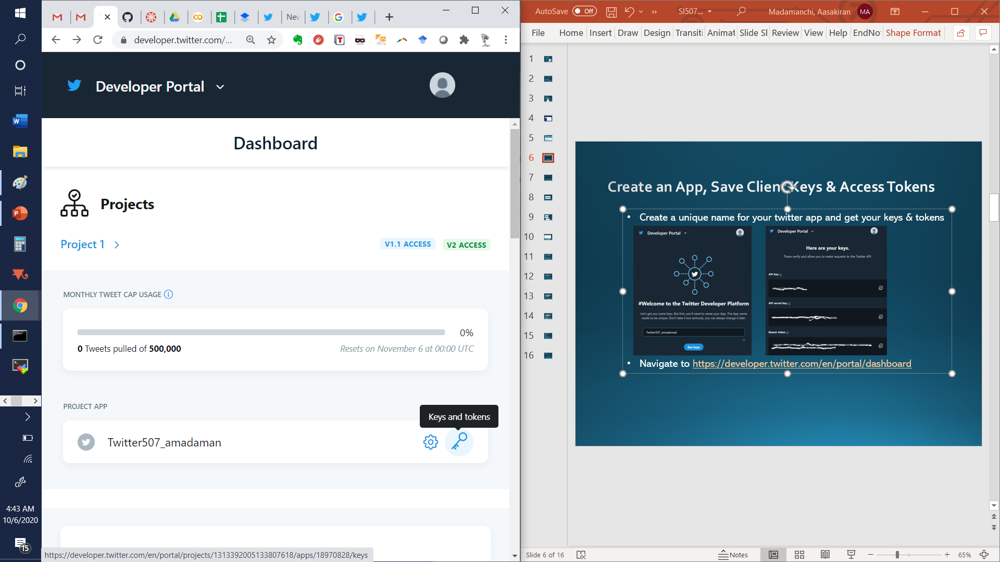 developer.twitter.com/...
New
Developer Portal
Dashboard
Projects
Project 1
V1.1 ACCESS
V2 ACCESS
MONTHLY TWEET CAP USAGE
0%
0 Tweets pulled of 500,000
Resets on November 6 at 00:00 UTC
PROJECT APP
Keys and tokens
Twitter507_amadaman
https://developer.twitter.com/en/portal/projects/1313392005133807618/apps/18970828/keys
4:43 AM
10/6/2020
15
AutoSave Off
SI507...
Madamanchi, Aasakiran MA
File Home Insert Draw Design Transiti Animat Slide Sl Review View Help EndNo Shape Format
1
2
3
4
5
6
7
8
9
10
11
12
13
14
15
16
Create an App, Save Client Keys & Access Tokens
• Create a unique name for your twitter app and get your keys & tokens
Developer Portal
#Welcome to the Twitter Developer Platform
Let's get you some keys. But first, you'll need to name your App. The App name
needs to be unique. Don't take it too seriously, you can always change it later.
Twitter507_amadaman
Get keys
Developer Portal
Here are your keys.
These verify and allow you to make requests to the Twitter API.
API key
API secret key
Bearer token
• Navigate to https://developer.twitter.com/en/portal/dashboard
Slide 6 of 16
Notes
65%